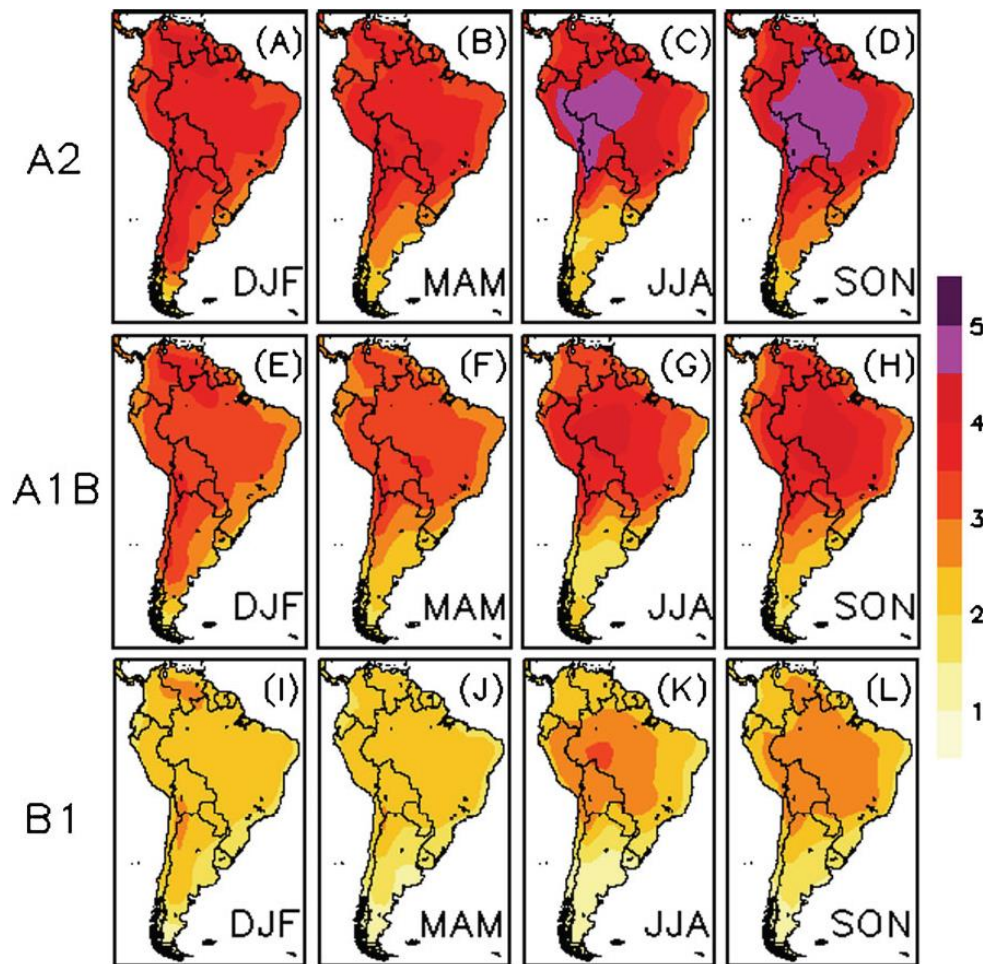 (A) (B) (C) (D)
A2
DJF MAM JJA SON
(E) (F) (G) (H)
A1B
DJF MAM JJA SON
(I) (J) (K) (L)
B1
DJF MAM JJA SON
5
4
3
2
1